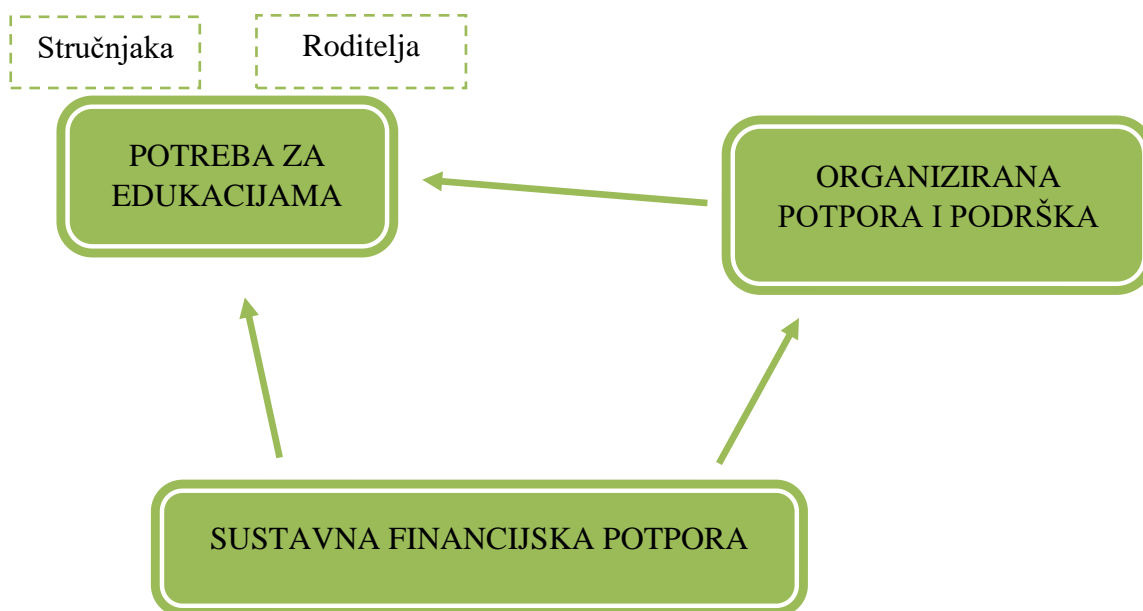 Stručnjaka
Roditelja
POTREBA ZA
EDUKACIJAMA
ORGANIZIRANA
POTPORA I PODRŠKA
SUSTAVNA FINANCIJSKA POTPORA